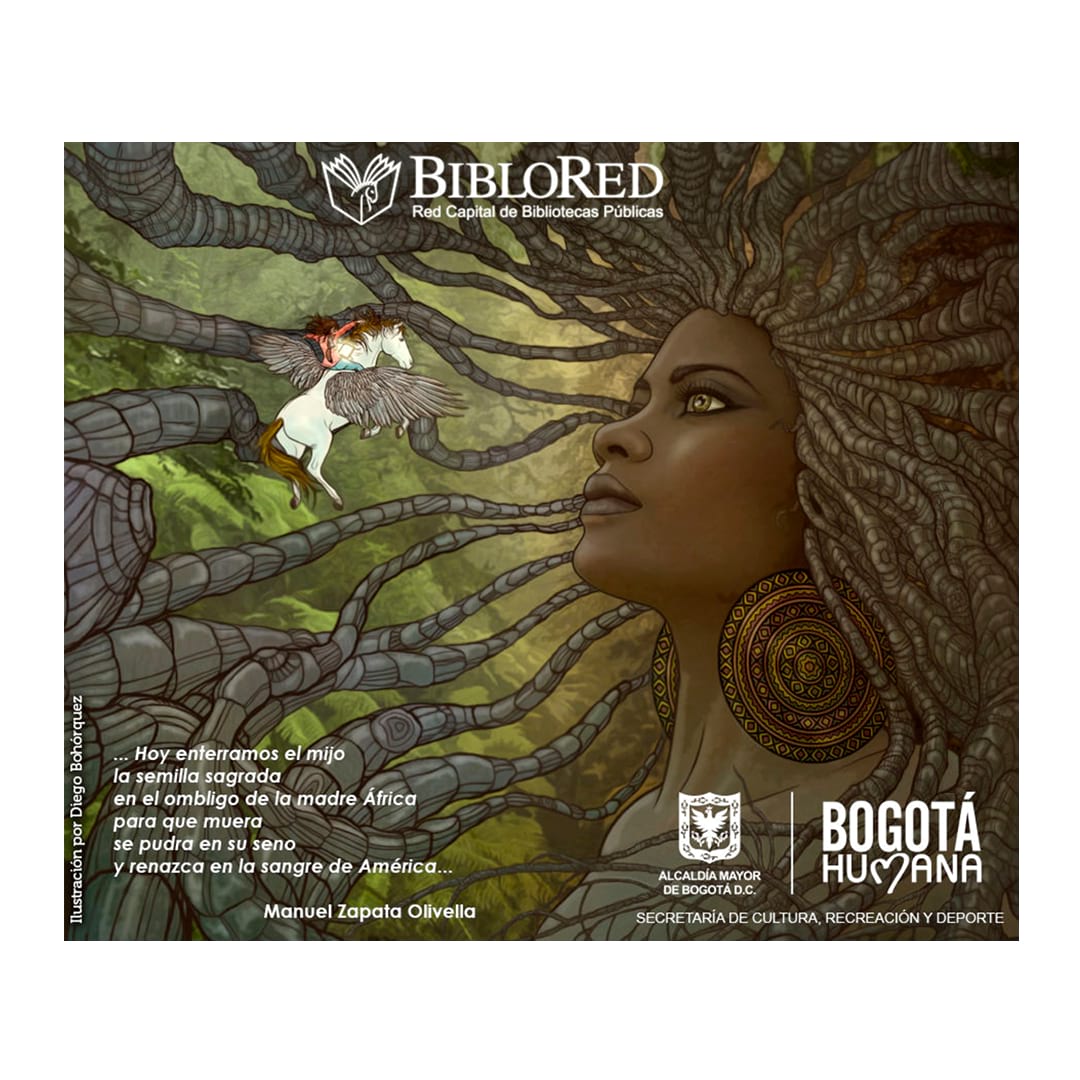 BIBLORED
Red Capital de Bibliotecas Públicas
Ilustración por Diego Bohórquez
... Hoy enterramos el mijo
la semilla sagrada
en el ombligo de la madre África
para que muera
se pudra en su seno
y renazca en la sangre de América...
Manuel Zapata Olivella
ALCALDÍA MAYOR
DE BOGOTÁ D.C.
BOGOTÁ
HUMANA
SECRETARÍA DE CULTURA, RECREACIÓN Y DEPORTE